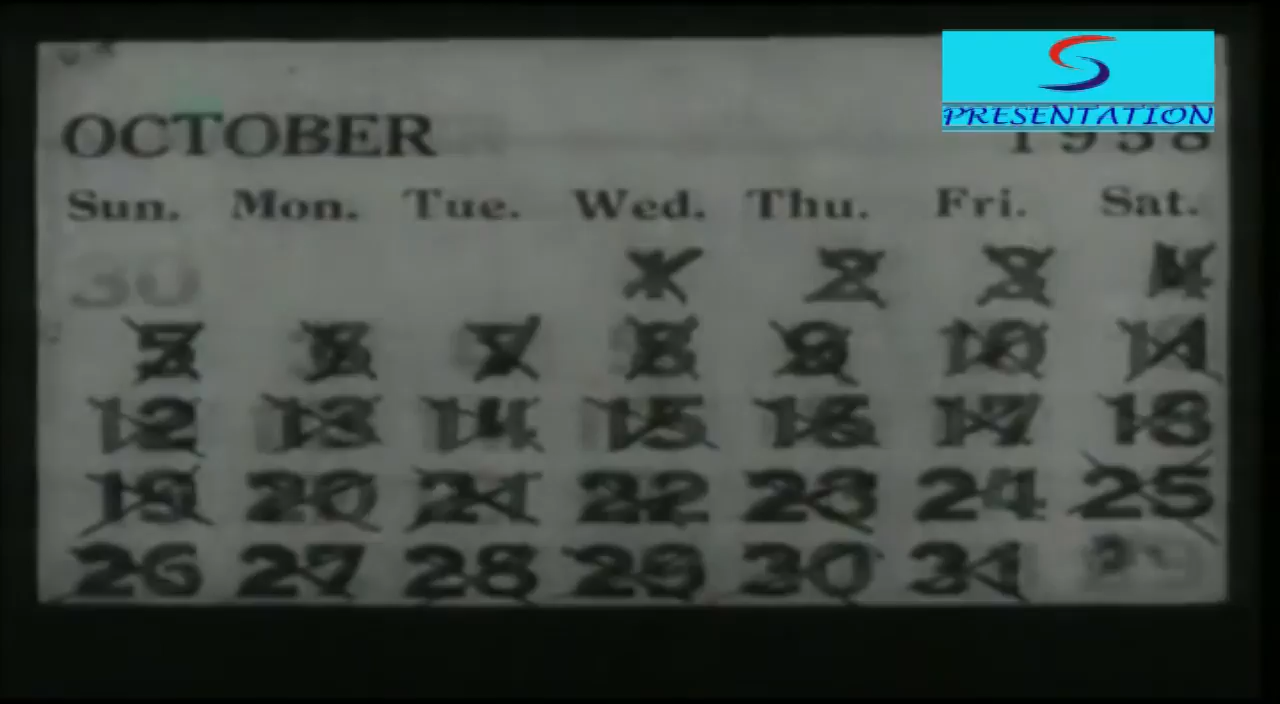 S
PRESENTATION
OCTOBER 1958
Sun. Mon. Tue. Wed. Thu. Fri. Sat.
30 1 2 3 4
5 6 7 8 9 10 11
12 13 14 15 16 17 18
19 20 21 22 23 24 25
26 27 28 29 30 31 29